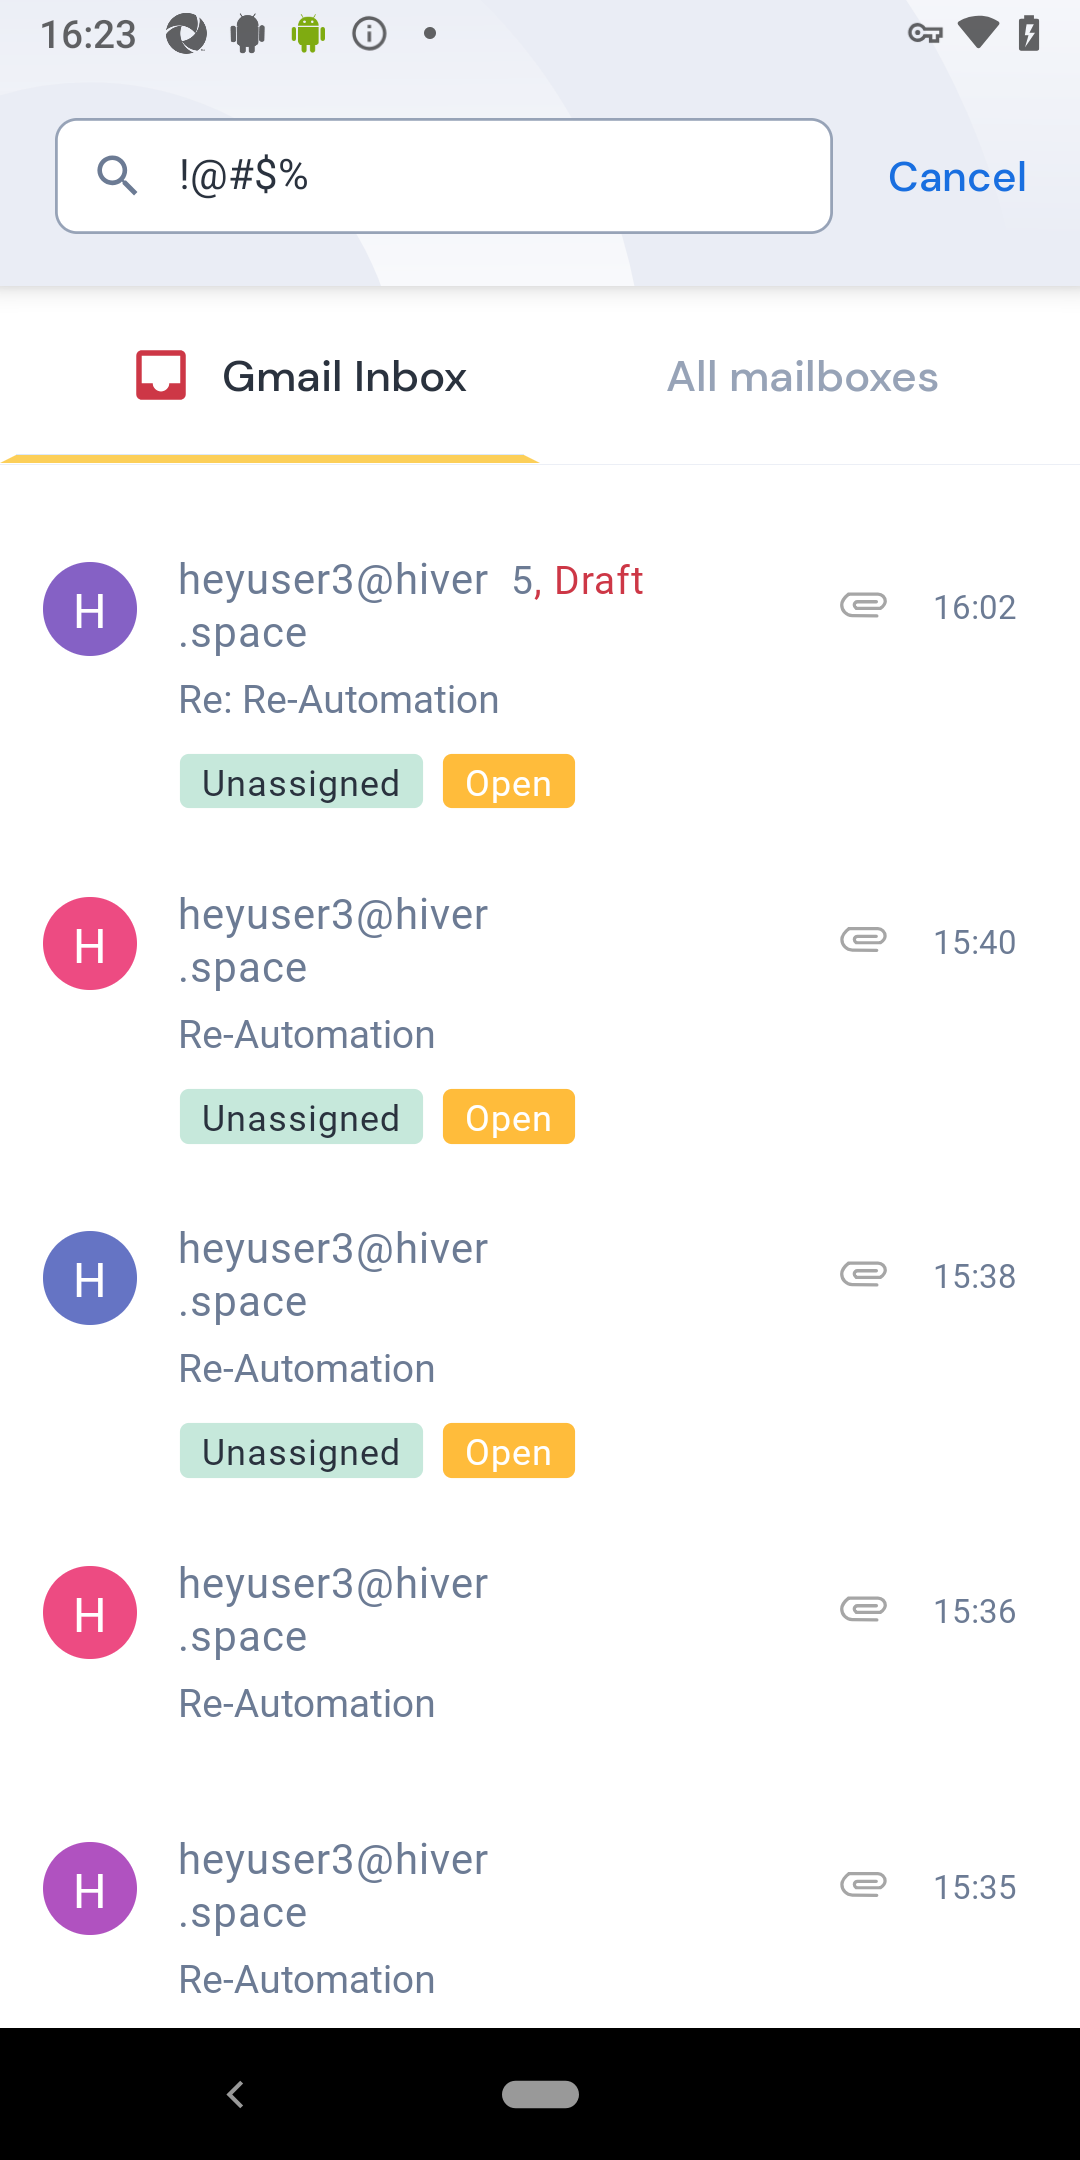 16:23
!@#$%
Cancel
Gmail Inbox
All mailboxes
H
heyuser3@hiver 5, Draft
.space
16:02
Re: Re-Automation
Unassigned Open
H
heyuser3@hiver
.space
15:40
Re-Automation
Unassigned Open
H
heyuser3@hiver
.space
15:38
Re-Automation
Unassigned Open
H
heyuser3@hiver
.space
15:36
Re-Automation
H
heyuser3@hiver
.space
15:35
Re-Automation